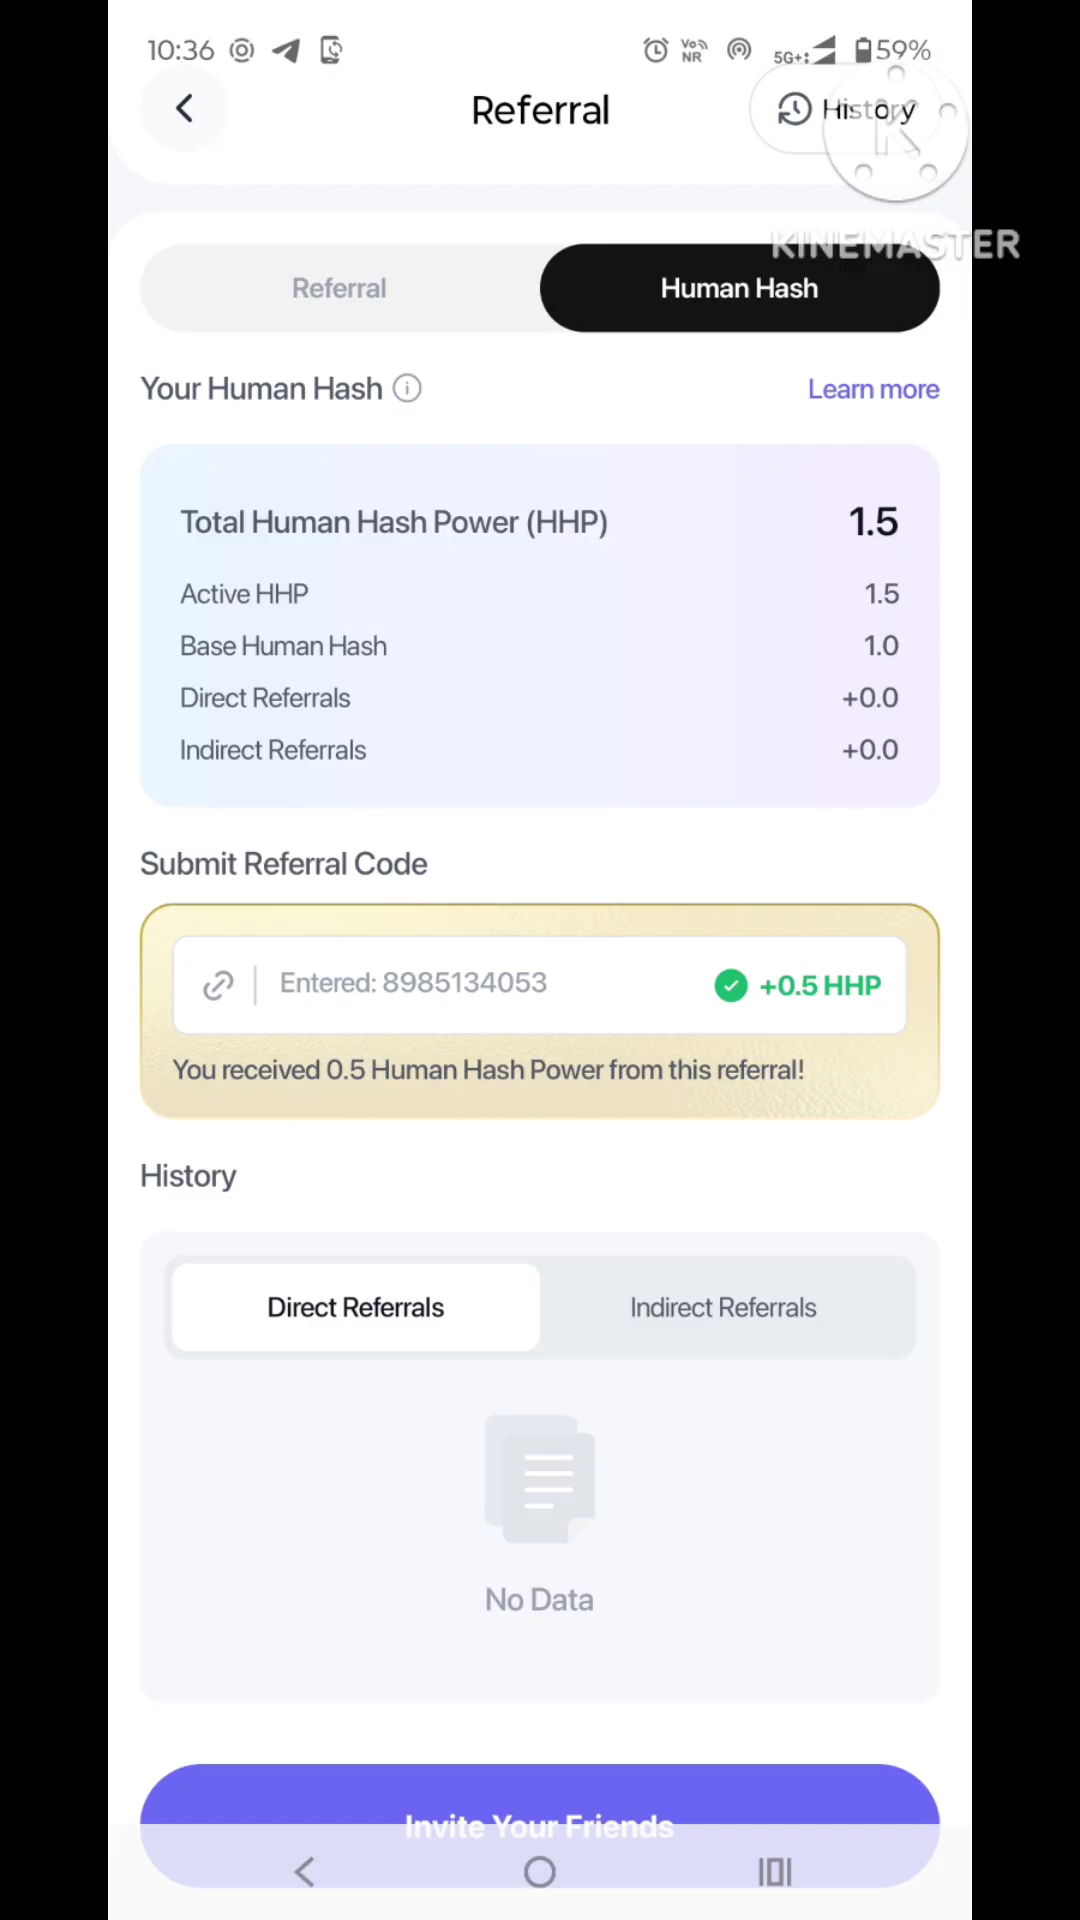 10:36
Vo NR 5G+ 59%
Referral
History
K
KINEMASTER
Referral
Human Hash
Your Human Hash
Learn more
Total Human Hash Power (HHP) 1.5
Active HHP 1.5
Base Human Hash 1.0
Direct Referrals +0.0
Indirect Referrals +0.0
Submit Referral Code
Entered: 8985134053 +0.5 HHP
You received 0.5 Human Hash Power from this referral!
History
Direct Referrals
Indirect Referrals
No Data
Invite Your Friends